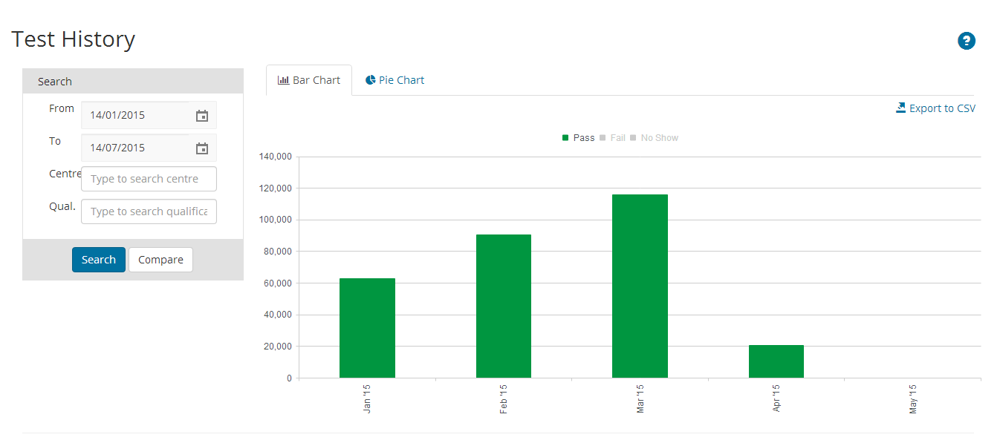 Test History
?
Search
From 14/01/2015
To 14/07/2015
Centre Type to search centre
Qual. Type to search qualifica
Search Compare
Bar Chart Pie Chart
Export to CSV
Pass Fail No Show
140,000
120,000
100,000
80,000
60,000
40,000
20,000
0
Jan '15 Feb '15 Mar '15 Apr '15 May '15